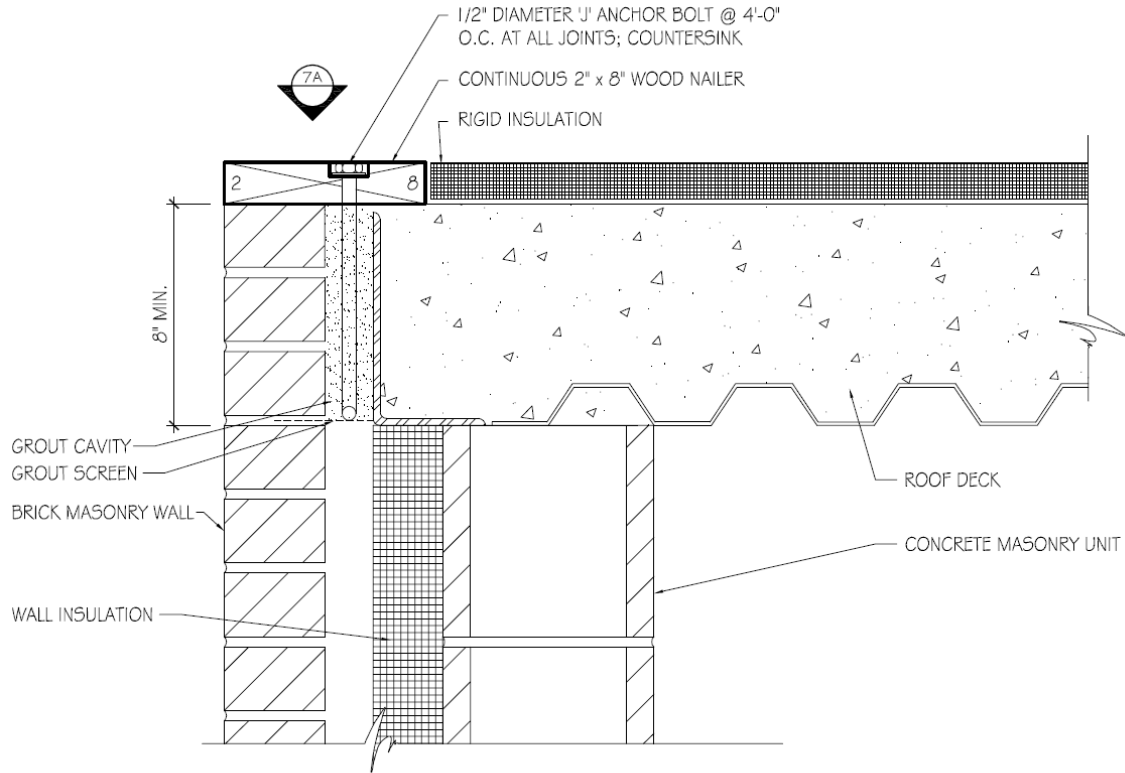 1/2" DIAMETER 'J' ANCHOR BOLT @ 4'-0"
O.C. AT ALL JOINTS; COUNTERSINK
7A
CONTINUOUS 2" x 8" WOOD NAILER
RIGID INSULATION
2
8
8" MIN.
GROUT CAVITY
GROUT SCREEN
ROOF DECK
BRICK MASONRY WALL
CONCRETE MASONRY UNIT
WALL INSULATION